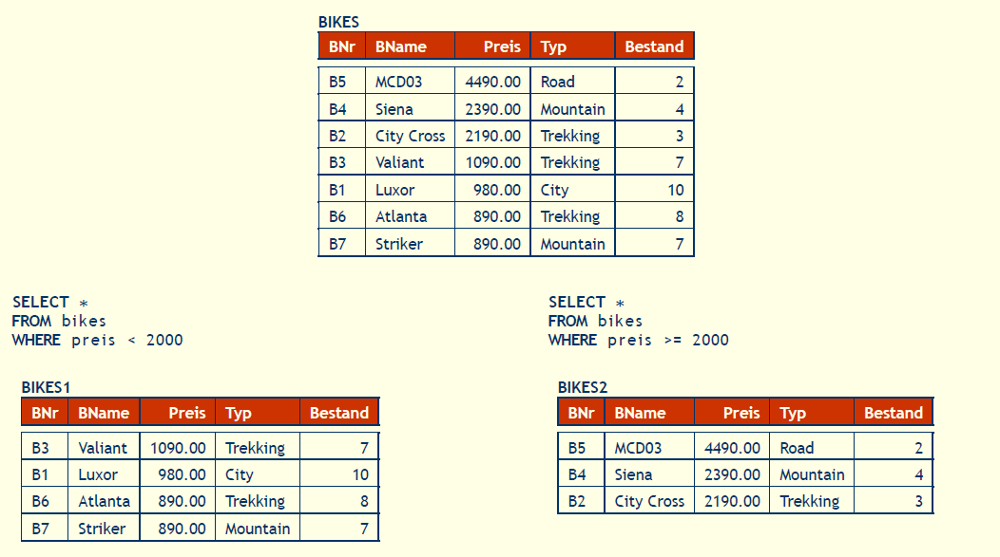 BIKES
BNr BName Preis Typ Bestand
B5 MCD03 4490.00 Road 2
B4 Siena 2390.00 Mountain 4
B2 City Cross 2190.00 Trekking 3
B3 Valiant 1090.00 Trekking 7
B1 Luxor 980.00 City 10
B6 Atlanta 890.00 Trekking 8
B7 Striker 890.00 Mountain 7
SELECT *
FROM bikes
WHERE preis < 2000
BIKES1
BNr BName Preis Typ Bestand
B3 Valiant 1090.00 Trekking 7
B1 Luxor 980.00 City 10
B6 Atlanta 890.00 Trekking 8
B7 Striker 890.00 Mountain 7
SELECT *
FROM bikes
WHERE preis >= 2000
BIKES2
BNr BName Preis Typ Bestand
B5 MCD03 4490.00 Road 2
B4 Siena 2390.00 Mountain 4
B2 City Cross 2190.00 Trekking 3